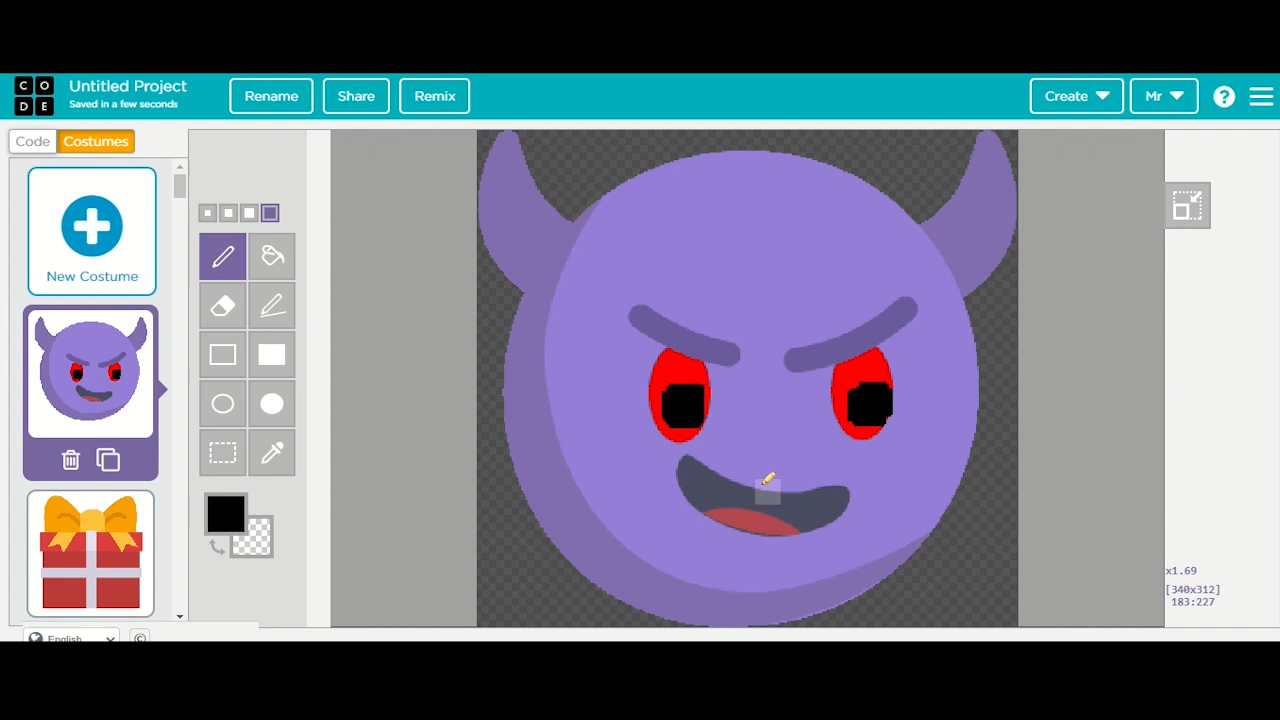 C O D E
Untitled Project
Saved in a few seconds
Rename
Share
Remix
Create
Mr
?
Code
Costumes
New Costume
English
©
x1.69
[340x312]
183:227